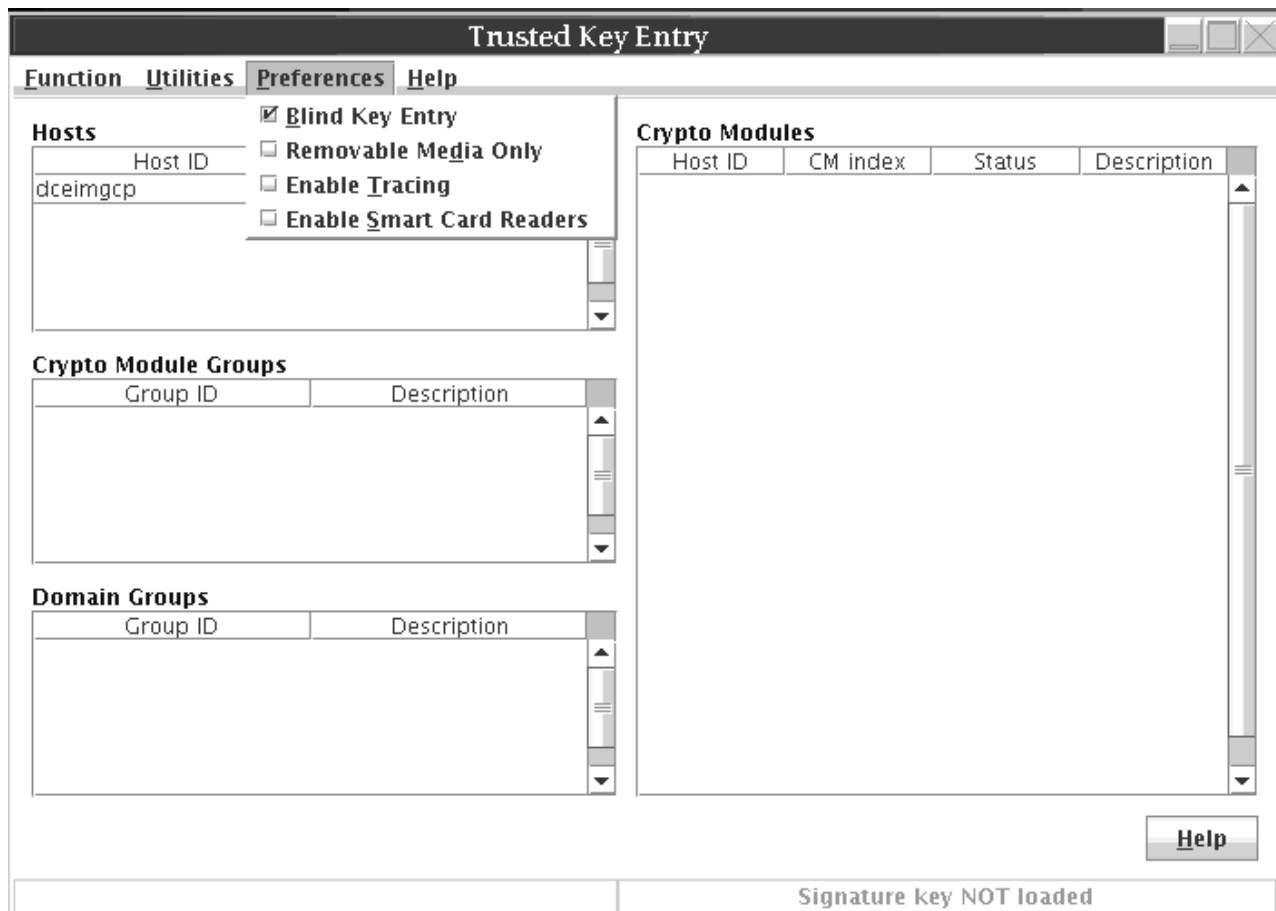 Trusted Key Entry
Function Utilities Preferences Help
Blind Key Entry
Removable Media Only
Enable Tracing
Enable Smart Card Readers
Hosts
Host ID
dceimgcp
Crypto Module Groups
Group ID Description
Domain Groups
Group ID Description
Crypto Modules
Host ID CM index Status Description
Help
Signature key NOT loaded